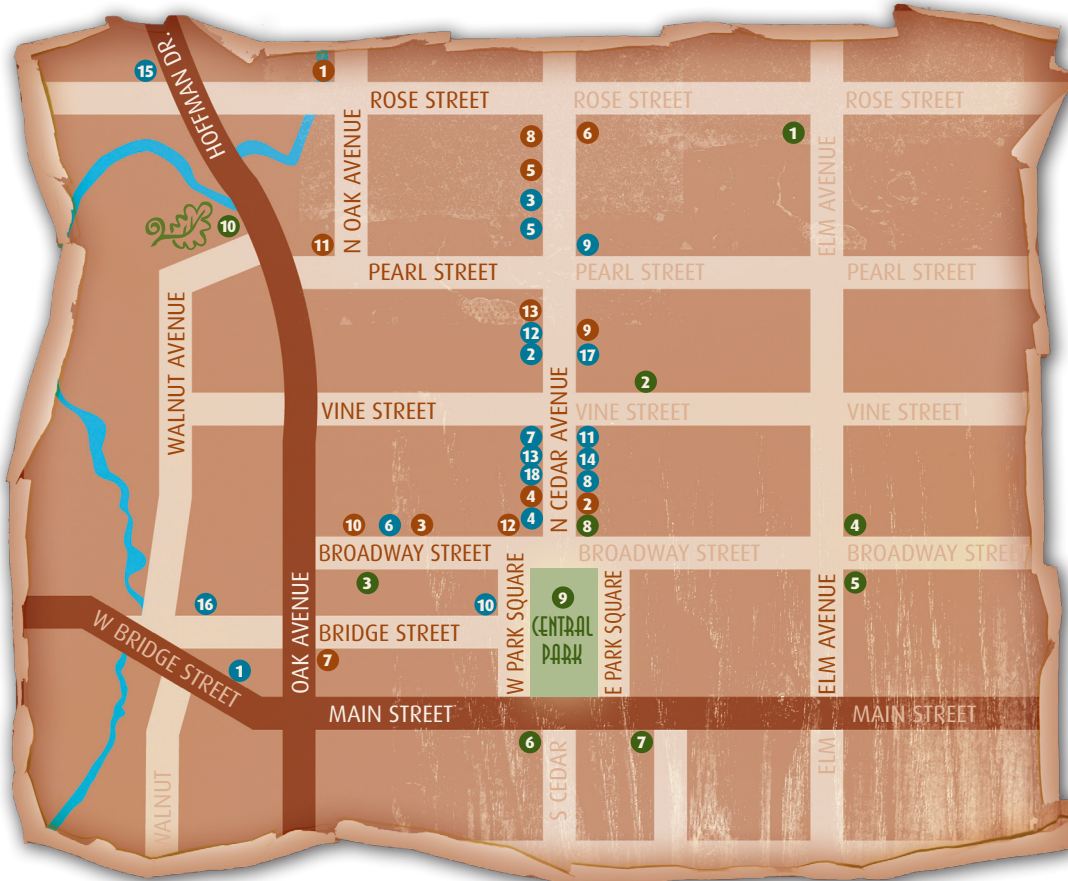 HOFFMAN DR.
15
1
ROSE STREET
ROSE STREET
ROSE STREET
8
6
1
5
3
5
9
10
11
N OAK AVENUE
ELM AVENUE
PEARL STREET
PEARL STREET
PEARL STREET
WALNUT AVENUE
13
12
9
2
17
2
N CEDAR AVENUE
VINE STREET
VINE STREET
VINE STREET
7
11
13
14
18
8
4
2
10
6
3
12
4
8
4
BROADWAY STREET
BROADWAY STREET
BROADWAY STREET
3
9
5
16
10
CENTRAL
PARK
W PARK SQUARE
E PARK SQUARE
ELM AVENUE
OAK AVENUE
BRIDGE STREET
W BRIDGE STREET
1
7
MAIN STREET
MAIN STREET
6
7
S CEDAR
ELM
WALNUT